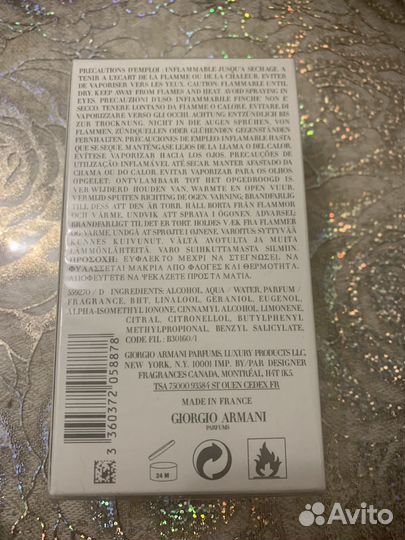 PRECAUTIONS D'EMPLOI : INFLAMMABLE JUSQU'A SECHAGE. A
TENIR A L'ECART DE LA FLAMME OU DE LA CHALEUR. EVITER
DE VAPORISER VERS LES YEUX. CAUTION: FLAMMABLE UNTIL
DRY. KEEP AWAY FROM FLAMES AND HEAT. AVOID SPRAYING IN
EYES. PRECAUZIONI D'USO: INFIAMMABILE FINCHE NON E'
SECCO. TENERE LONTANO DA FIAMME O CALORE. EVITARE DI
VAPORIZZARE VERSO GLI OCCHI. ACHTUNG ENTZÜNDLICH BIS
ZUR TROCKNUNG. NICHT IN DIE AUGEN SPRÜHEN. VON
FLAMMEN, ZÜNDQUELLEN ODER GLÜHENDEN GEGENSTÄNDEN
FERNHALTEN. PRECAUCIONES DE EMPLEO: INFLAMABLE HASTA
QUE SE SEQUE. MANTÉNGASE LEJOS DE LA LLAMA O DEL CALOR.
EVÍTESE VAPORIZAR HACIA LOS OJOS. PRECAUÇÕES DE
UTILIZAÇÃO: INFLAMÁVEL ATÉ SECAR. MANTER AFASTADO DA
CHAMA OU DO CALOR. EVITAR VAPORIZAR PARA OS OLHOS.
OPGELET: ONTVLAMBAAR TOT HET OPGEDROOGD IS.
VERWIJDERD HOUDEN VAN, WARMTE EN OPEN VUUR.
VERMIJD SPUITEN RICHTING DE OGEN. VARNING: BRANDFARLIGT
TILL DESS ATT DEN ÄR TORR. HÅLL BORTA FRÅN FLAMMOR
OCH VÄRME. UNDVIK ATT SPRAYA I ÖGONEN. ADVARSEL:
BRANDFARLIGT TIL DET ER TORT. HOLDES VÆK FRA FLAMMER
OG VARME. UNDGÅ AT SPRØJTE I ØJNENE. VAROITUS SYTTYVÄÄ
KUNNES KUIVUNUT. VÄLTÄ AVOTULTA JA MUITA
LÄMMÖNLÄHTEITÄ. VARO SUIHKUTTAMASTA SILMIIN.
ΠΡΟΣΟΧΗ: ΕΥΦΛΕΚΤΟ ΜΕΧΡΙ ΝΑ ΣΤΕΓΝΩΣΕΙ. ΝΑ
ΦΥΛΑΣΣΕΤΑΙ ΜΑΚΡΙΑ ΑΠΟ ΦΛΟΓΕΣ ΚΑΙ ΘΕΡΜΟΤΗΤΑ.
ΑΠΟΦΥΓΕΤΕ ΝΑ ΨΕΚΑΖΕΤΕ ΠΡΟΣ ΤΑ ΜΑΤΙΑ
559270 / D - INGREDIENTS: ALCOHOL, AQUA / WATER, PARFUM /
FRAGRANCE, BHT, LINALOOL, GERANIOL, EUGENOL,
ALPHA-ISOMETHYL IONENE, CINNAMYL ALCOHOL, LIMONENE,
CITRAL, CITRONELLOL, BUTYLPHENYL
METHYLPROPIONAL, BENZYL SALICYLATE.
CODE FIL : B30160/1
GIORGIO ARMANI PARFUMS, LUXURY PRODUCTS LLC,
NEW YORK, N.Y. 10001 IMP. BY/PAR DESIGNER
FRAGRANCES CANADA, MONTRÉAL, H4T 1K5.
TSA 75000 93584 ST OUEN CEDEX FR
MADE IN FRANCE
GIORGIO ARMANI
PARFUMS
3 360372 058878
24 M
Avito